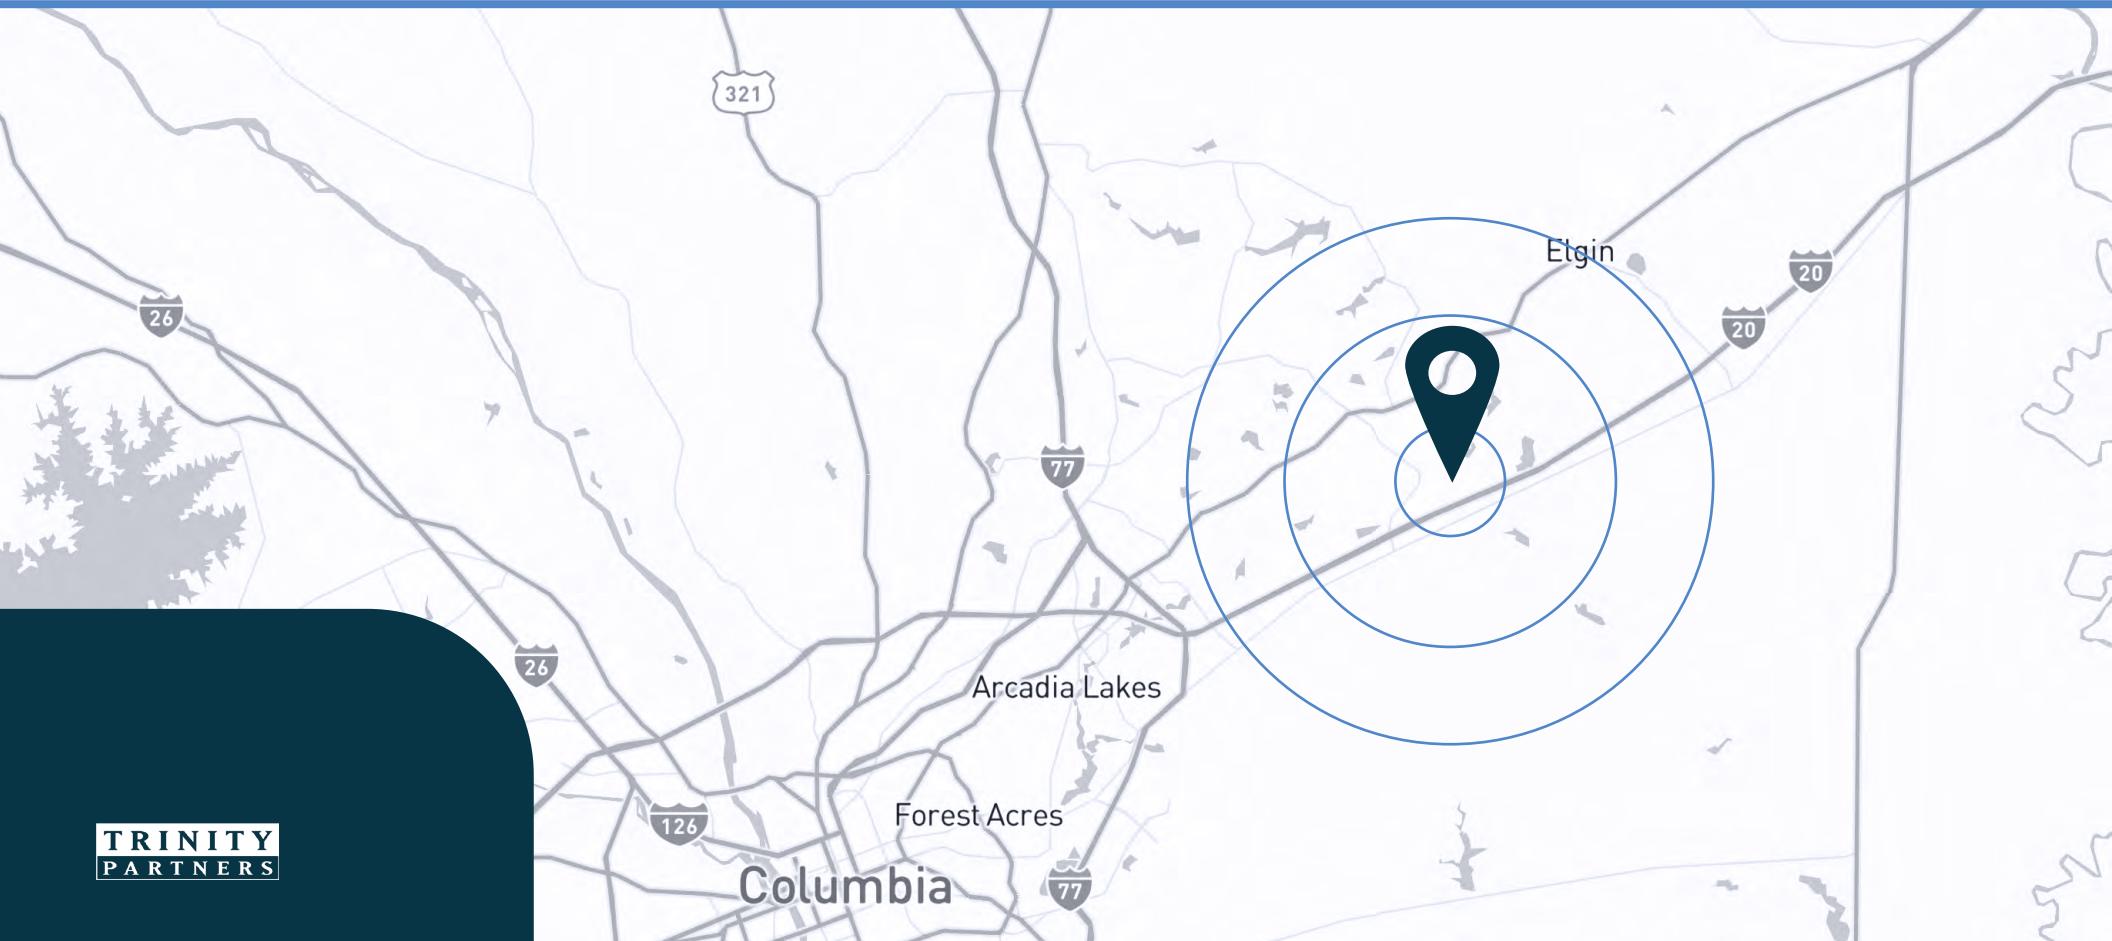 321
Elgin
20
26
20
77
26
Arcadia Lakes
126
Forest Acres
Columbia
77
TRINITY
PARTNERS